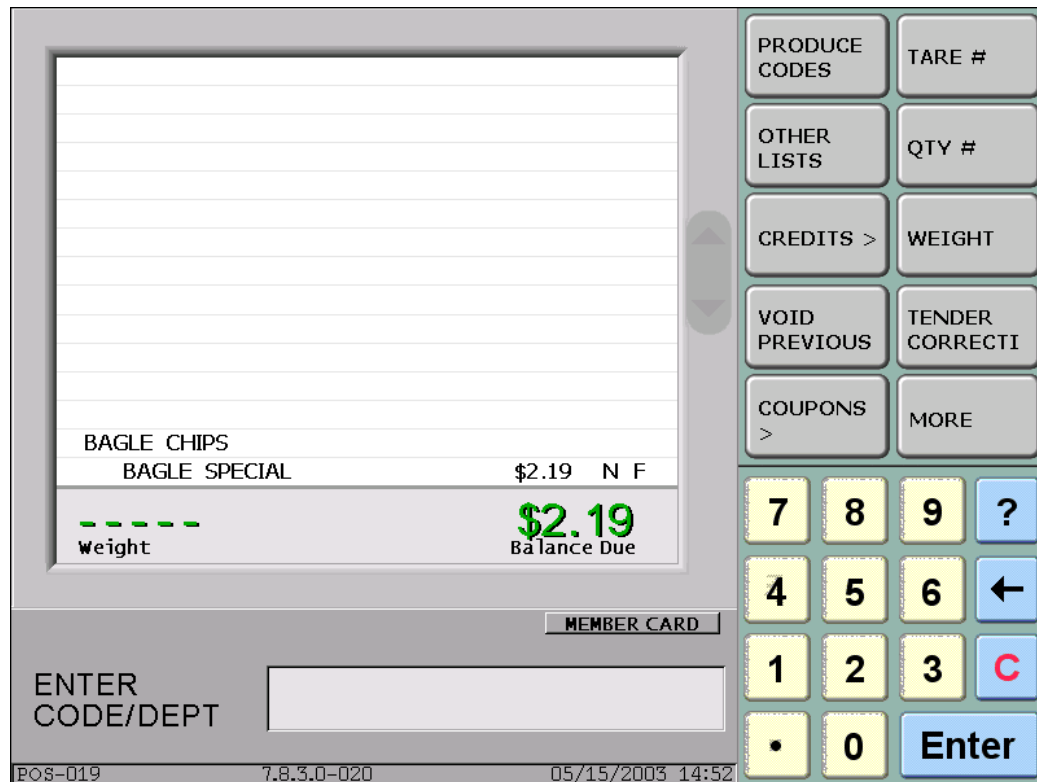 BAGLE CHIPS
BAGLE SPECIAL $2.19 N F
----- $2.19
Weight Balance Due
MEMBER CARD
ENTER
CODE/DEPT
POS-019 7.8.3.0-020 05/15/2003 14:52
PRODUCE
CODES
TARE #
OTHER
LISTS
QTY #
CREDITS >
WEIGHT
VOID
PREVIOUS
TENDER
CORRECTI
COUPONS
>
MORE
7 8 9 ?
4 5 6 ←
1 2 3 C
. 0 Enter